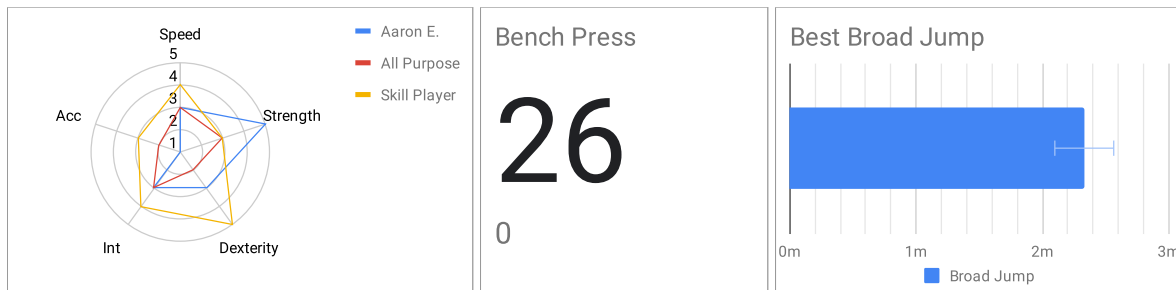 Speed
5
4
3
2
1
Acc
Strength
Int
Dexterity
Aaron E.
All Purpose
Skill Player
Bench Press
26
0
Best Broad Jump
0m 1m 2m 3m
Broad Jump